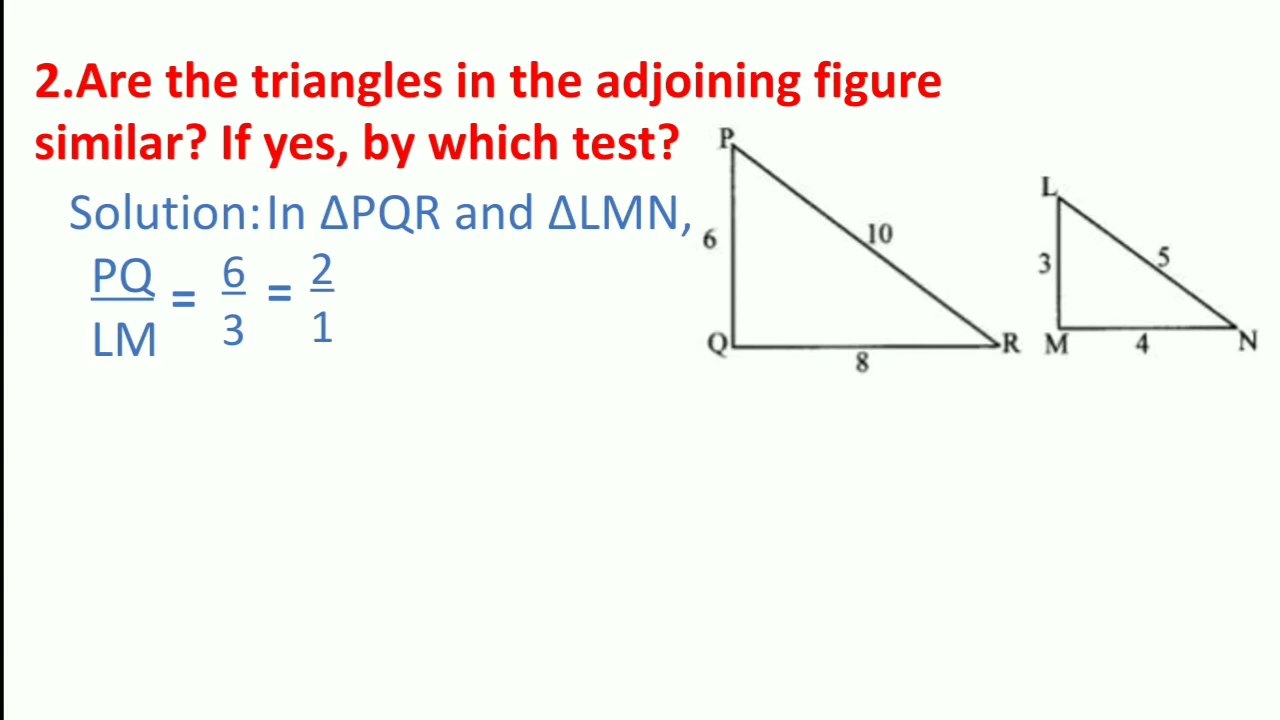 2.Are the triangles in the adjoining figure
similar? If yes, by which test?
Solution: In ΔPQR and ΔLMN,
PQ/LM = 6/3 = 2/1
P
6
10
Q
8
R
L
3
5
M
4
N